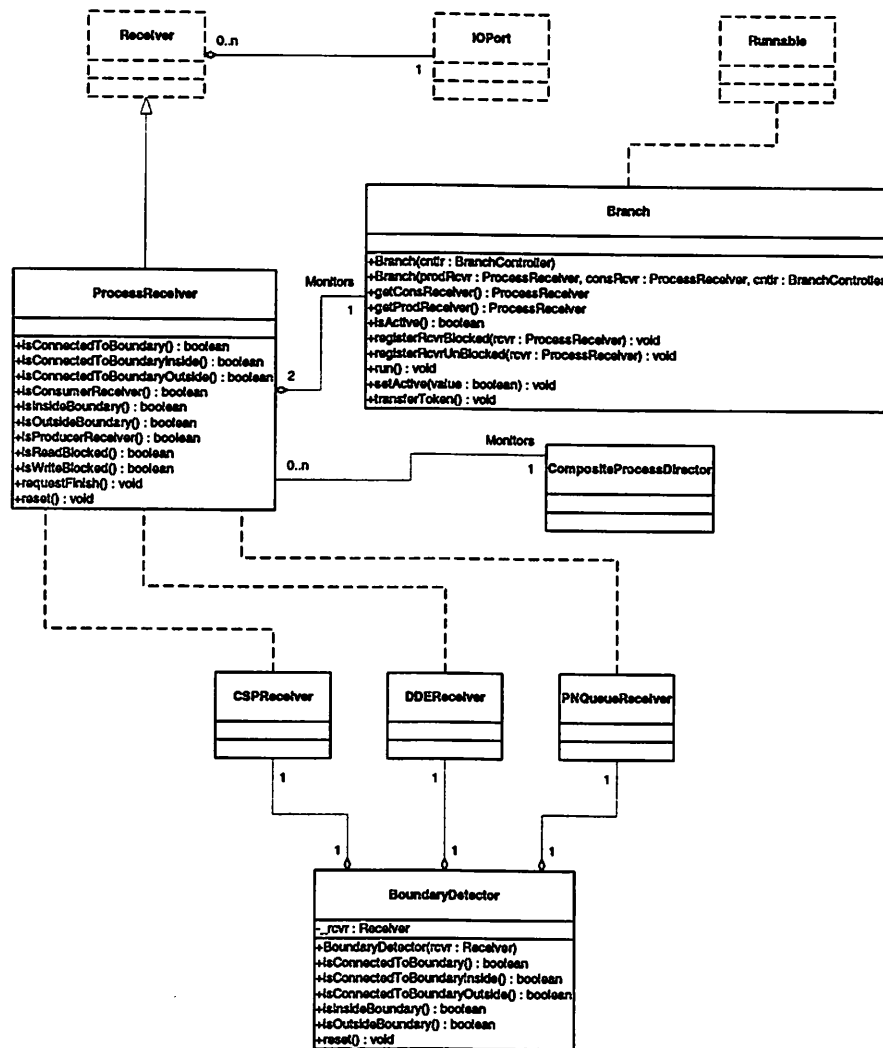 Receiver
0..n
1
IOPort
Runnable
Branch
+Branch(cntlr : BranchController)
+Branch(prodRcvr : ProcessReceiver, consRcvr : ProcessReceiver, cntlr : BranchController
+getConsReceiver() : ProcessReceiver
+getProdReceiver() : ProcessReceiver
+isActive() : boolean
+registerRcvrBlocked(rcvr : ProcessReceiver) : void
+registerRcvrUnBlocked(rcvr : ProcessReceiver) : void
+run() : void
+setActive(value : boolean) : void
+transferToken() : void
Monitors
1
2
ProcessReceiver
+isConnectedToBoundary() : boolean
+isConnectedToBoundaryInside() : boolean
+isConnectedToBoundaryOutside() : boolean
+isConsumerReceiver() : boolean
+isInsideBoundary() : boolean
+isOutsideBoundary() : boolean
+isProducerReceiver() : boolean
+isReadBlocked() : boolean
+isWriteBlocked() : boolean
+requestFinish() : void
+reset() : void
0..n
Monitors
1
CompositeProcessDirector
CSPReceiver
DDEReceiver
PNQueueReceiver
1
1
1
1
1
1
BoundaryDetector
-_rcvr : Receiver
+BoundaryDetector(rcvr : Receiver)
+isConnectedToBoundary() : boolean
+isConnectedToBoundaryInside() : boolean
+isConnectedToBoundaryOutside() : boolean
+isInsideBoundary() : boolean
+isOutsideBoundary() : boolean
+reset() : void